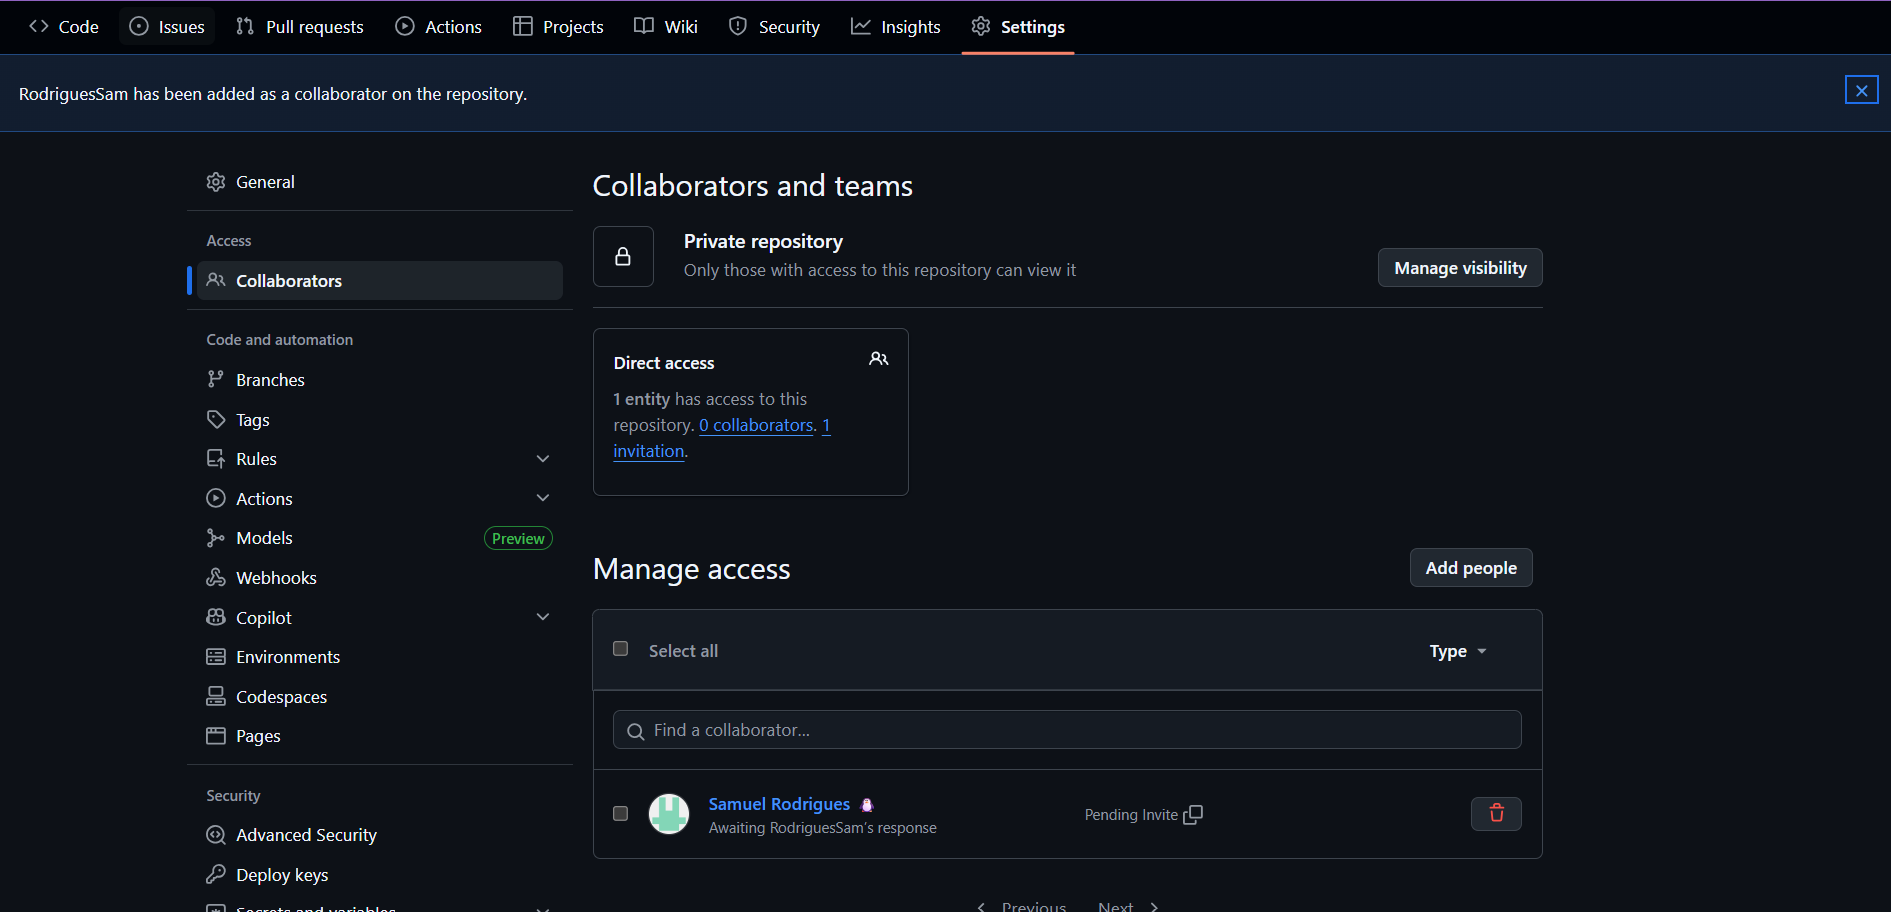 Code Issues Pull requests Actions Projects Wiki Security Insights Settings
RodriguesSam has been added as a collaborator on the repository.
General
Access
Collaborators
Code and automation
Branches
Tags
Rules
Actions
Models Preview
Webhooks
Copilot
Environments
Codespaces
Pages
Security
Advanced Security
Deploy keys
Secrets and variables
Collaborators and teams
Private repository
Only those with access to this repository can view it
Manage visibility
Direct access
1 entity has access to this
repository. 0 collaborators. 1
invitation.
Manage access
Add people
Select all Type
Find a collaborator...
Samuel Rodrigues
Awaiting RodriguesSam's response
Pending Invite
Previous Next